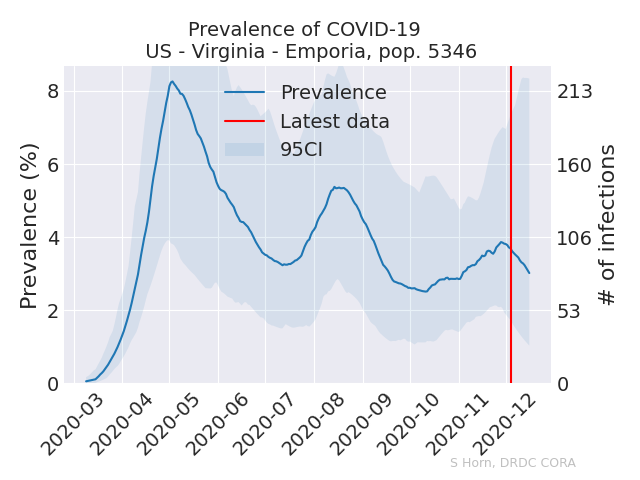 Prevalence of COVID-19
US - Virginia - Emporia, pop. 5346
Prevalence (%)
8
6
4
2
0
Prevalence
Latest data
95CI
213
160
106
53
0
# of infections
2020-03
2020-04
2020-05
2020-06
2020-07
2020-08
2020-09
2020-10
2020-11
2020-12
S Horn, DRDC CORA